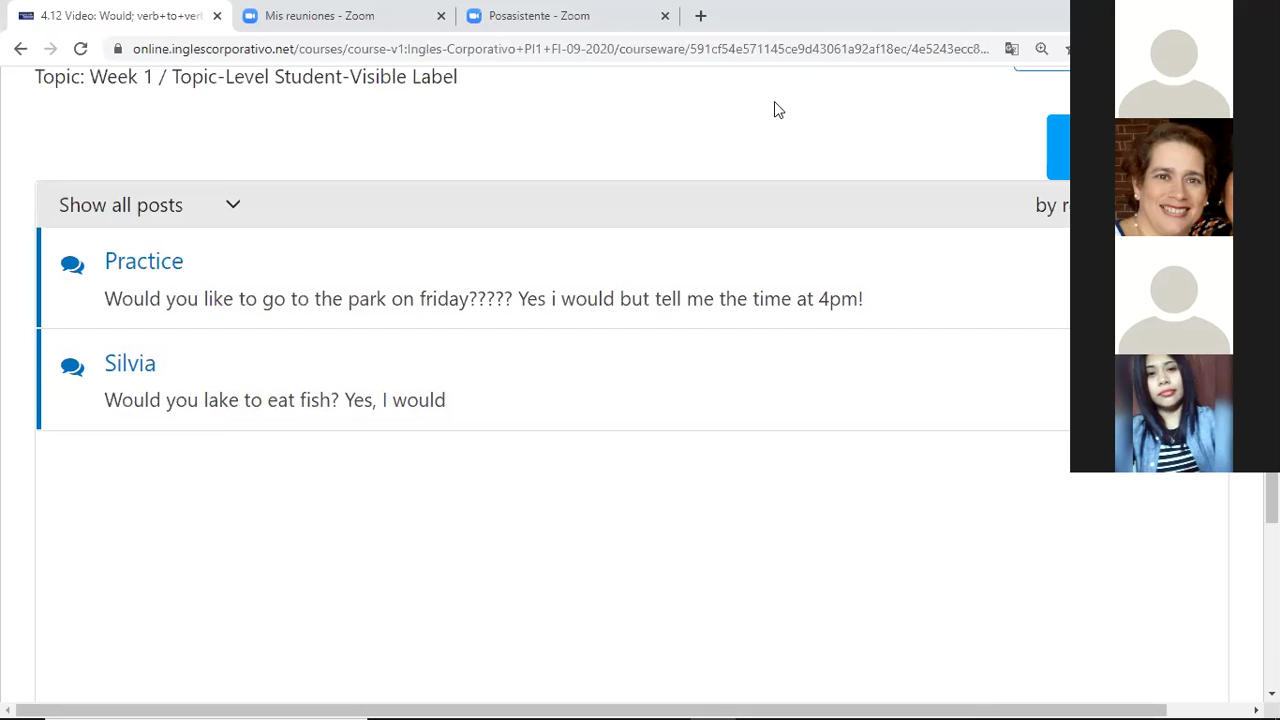 4.12 Video: Would; verb+to+verb
Mis reuniones - Zoom
Posasistente - Zoom
online.inglescorporativo.net/courses/course-v1:Ingles-Corporativo+PI1+FI-09-2020/courseware/591cf54e571145ce9d43061a92af18ec/4e5243ecc8...
Topic: Week 1 / Topic-Level Student-Visible Label
Show all posts
by r
Practice
Would you like to go to the park on friday????? Yes i would but tell me the time at 4pm!
Silvia
Would you lake to eat fish? Yes, I would